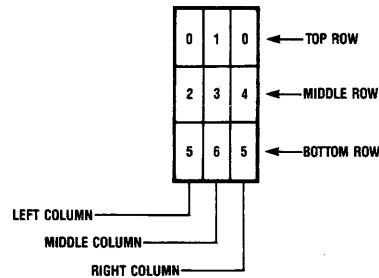 0 1 0 TOP ROW
2 3 4 MIDDLE ROW
5 6 5 BOTTOM ROW
LEFT COLUMN
MIDDLE COLUMN
RIGHT COLUMN